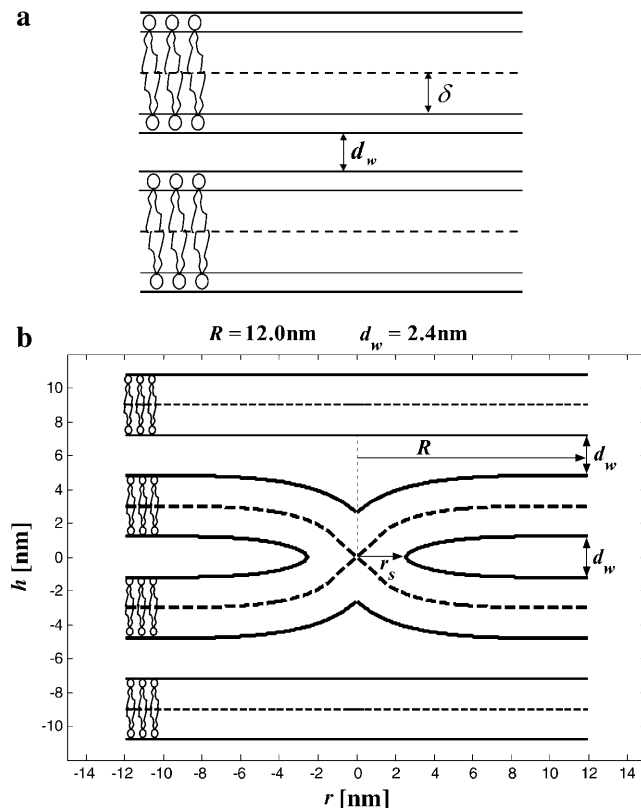 a
δ
d_w
b
R = 12.0nm d_w = 2.4nm
10
8
6
4
2
0
-2
-4
-6
-8
-10
h [nm]
R
d_w
r_s
d_w
-14 -12 -10 -8 -6 -4 -2 0 2 4 6 8 10 12 14
r [nm]